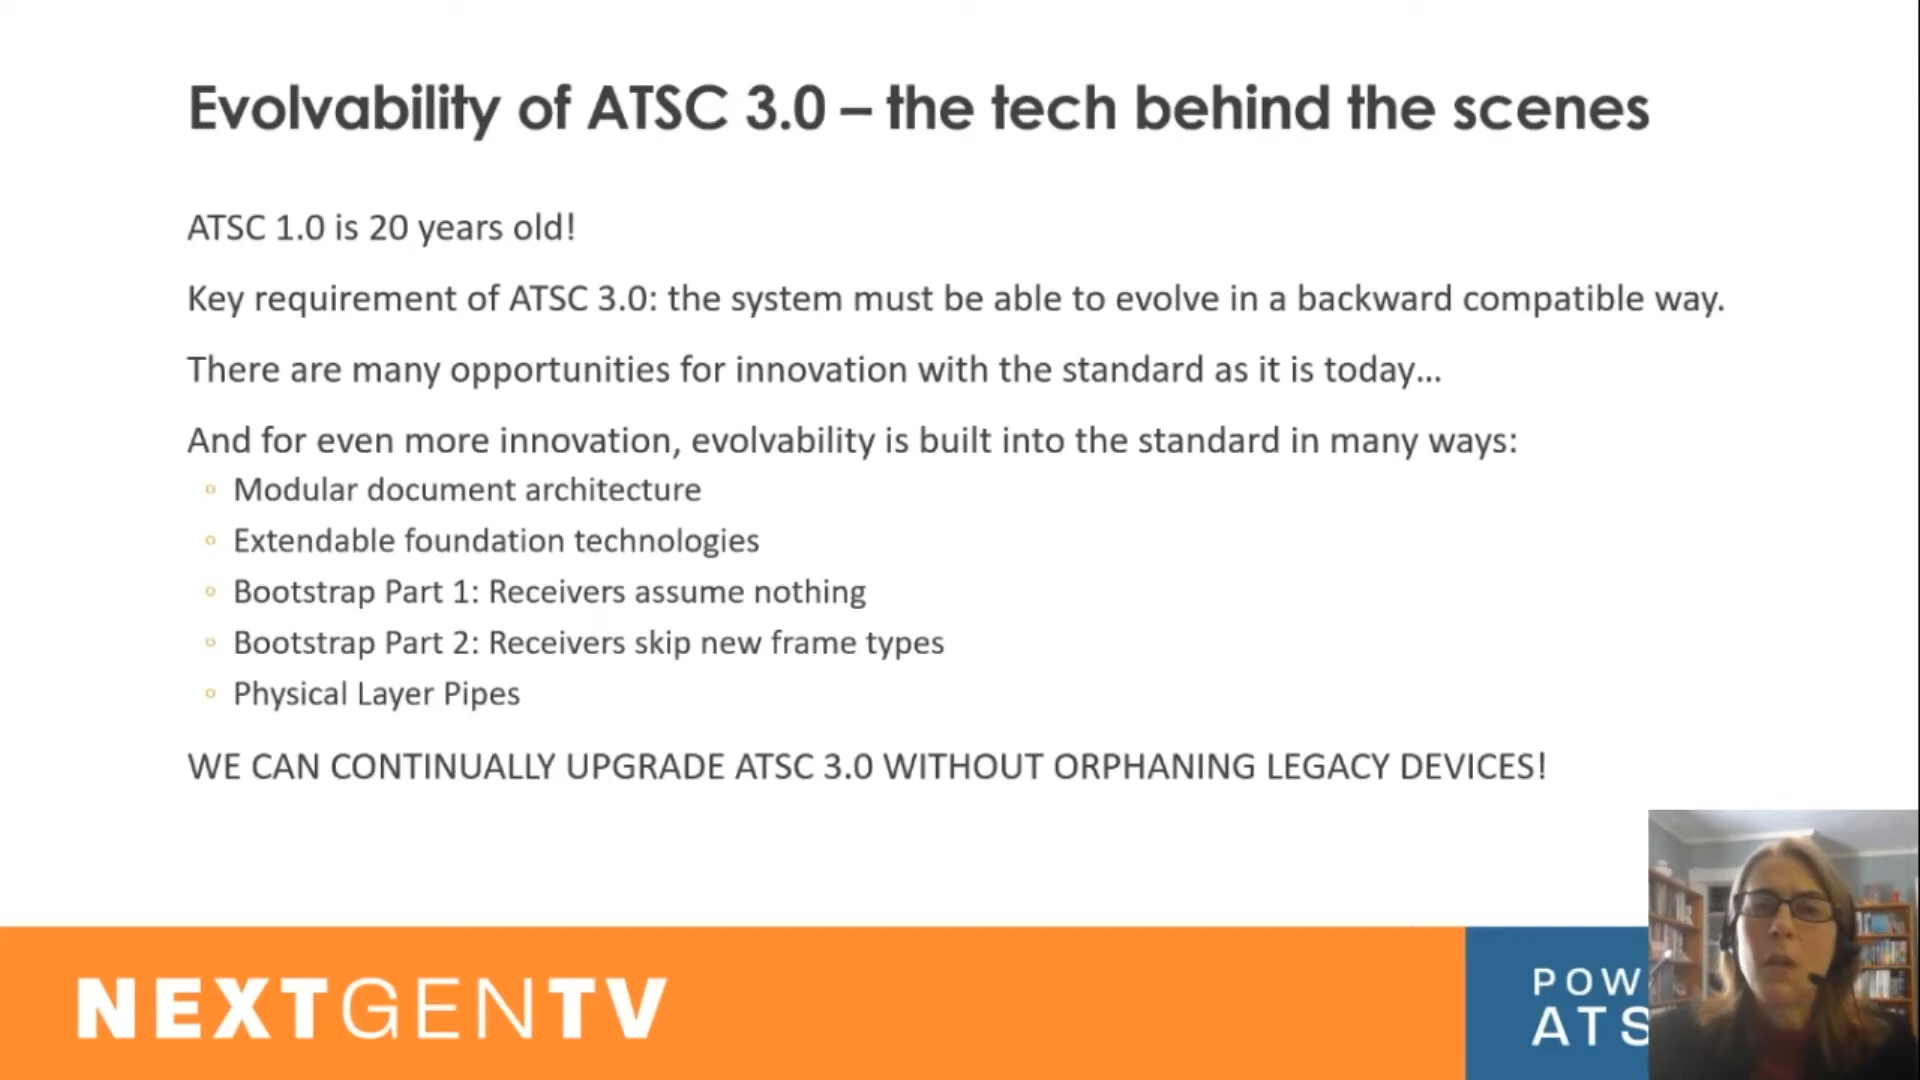 Evolvability of ATSC 3.0 – the tech behind the scenes
ATSC 1.0 is 20 years old!
Key requirement of ATSC 3.0: the system must be able to evolve in a backward compatible way.
There are many opportunities for innovation with the standard as it is today...
And for even more innovation, evolvability is built into the standard in many ways:
Modular document architecture
Extendable foundation technologies
Bootstrap Part 1: Receivers assume nothing
Bootstrap Part 2: Receivers skip new frame types
Physical Layer Pipes
WE CAN CONTINUALLY UPGRADE ATSC 3.0 WITHOUT ORPHANING LEGACY DEVICES!
NEXTGENTV